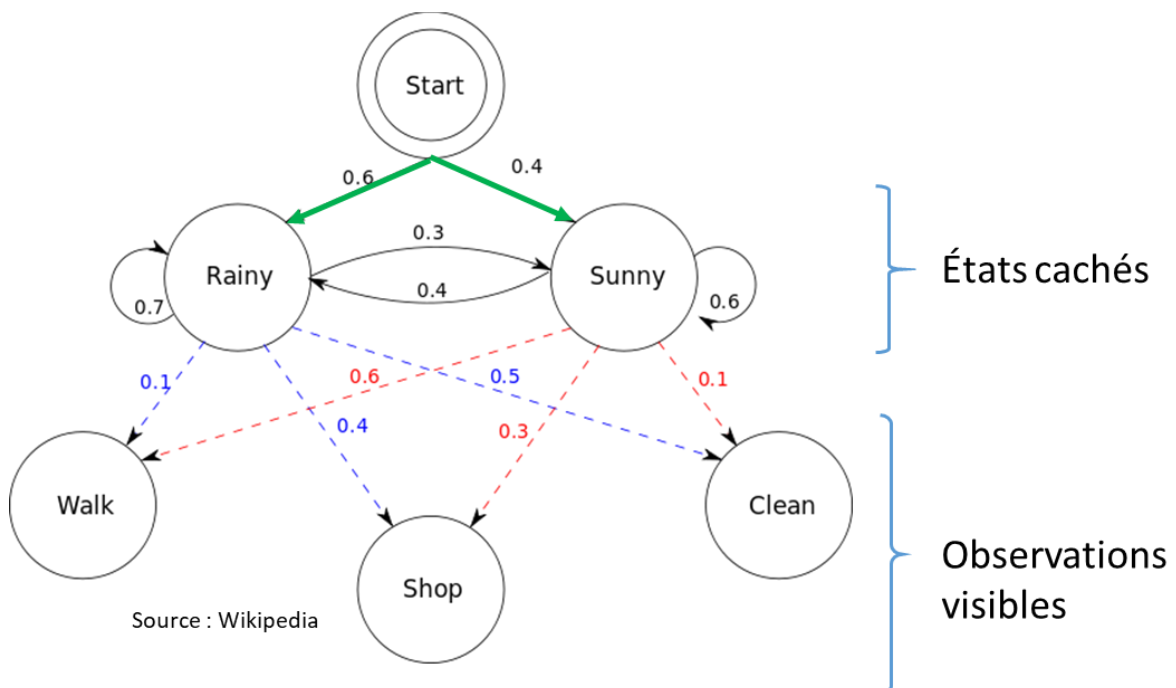 Start
0.6
0.4
0.3
Rainy
Sunny
États cachés
0.4
0.7
0.6
0.1
0.6
0.5
0.1
0.4
0.3
Walk
Clean
Shop
Observations
visibles
Source : Wikipedia